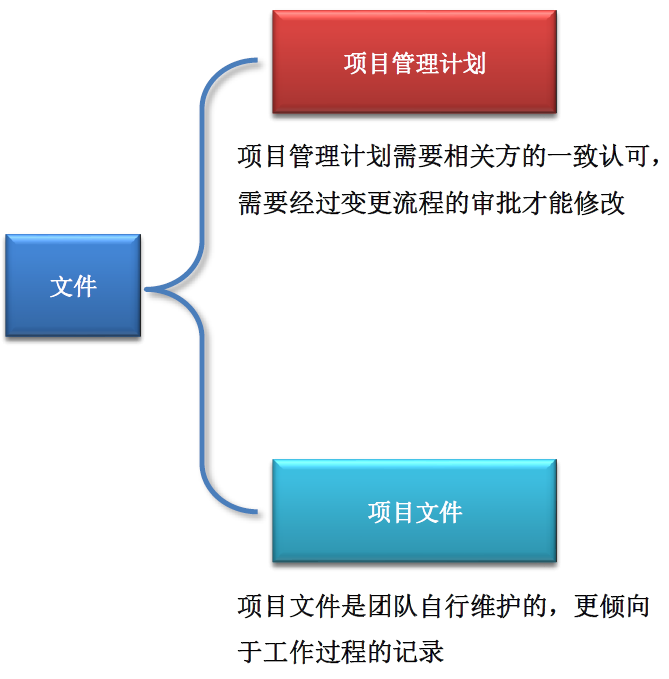 项目管理计划
项目管理计划需要相关方的一致认可，
需要经过变更流程的审批才能修改
文件
项目文件
项目文件是团队自行维护的，更倾向
于工作过程的记录